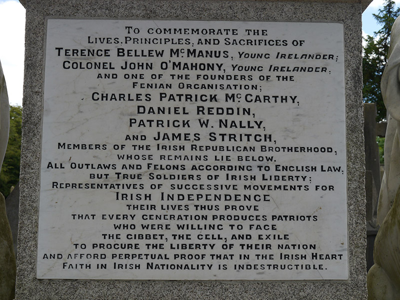 To commemorate the
Lives, Principles, and Sacrifices of
Terence Bellew McManus, Young Irelander;
Colonel John O'Mahony, Young Irelander,
and one of the founders of the
Fenian Organisation;
Charles Patrick McCarthy,
Daniel Reddin,
Patrick W. Nally,
and James Stritch,
Members of the Irish Republican Brotherhood,
whose remains lie below.
All Outlaws and Felons according to English Law,
but True Soldiers of Irish Liberty;
Representatives of successive movements for
Irish Independence
their lives thus prove
that every generation produces patriots
who were willing to face
the gibbet, the cell, and exile
to procure the liberty of their nation
and afford perpetual proof that in the Irish Heart
Faith in Irish Nationality is indestructible.